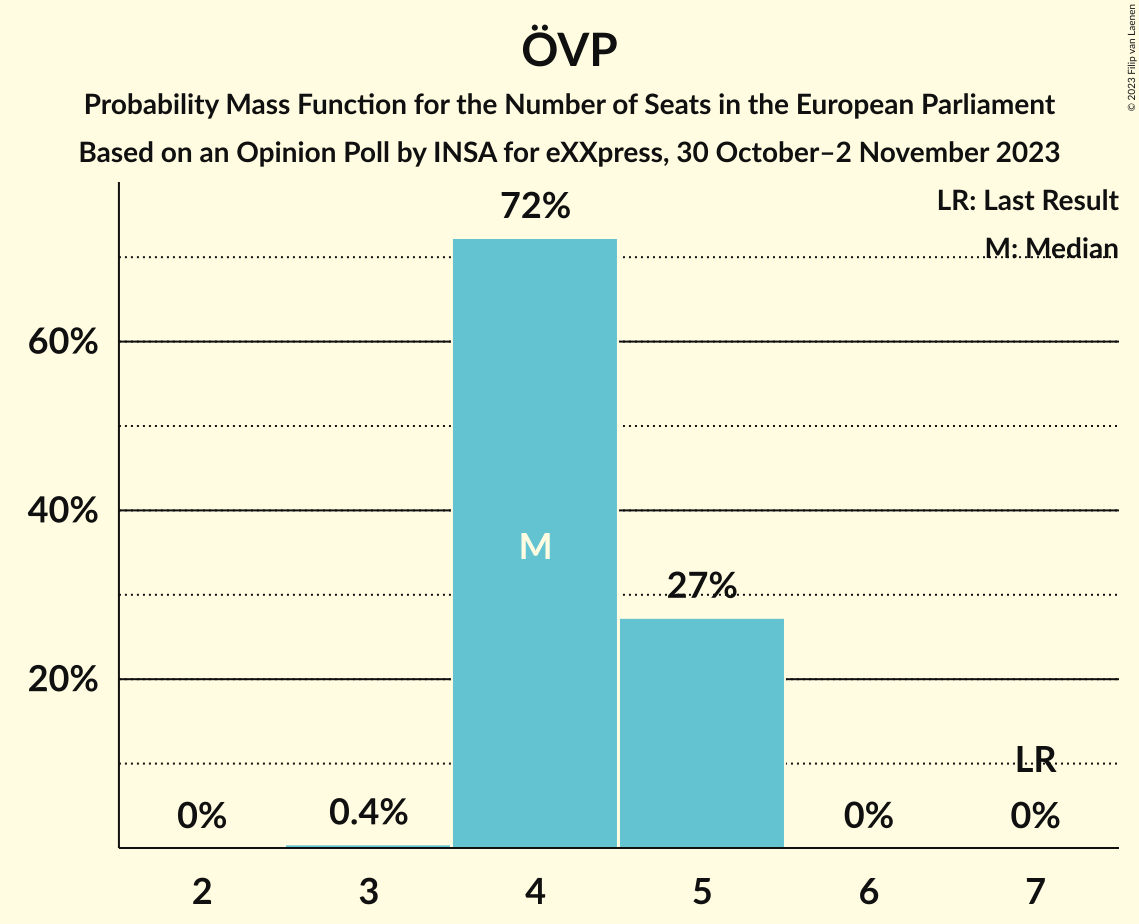 ÖVP
Probability Mass Function for the Number of Seats in the European Parliament
Based on an Opinion Poll by INSA for eXXpress, 30 October–2 November 2023
© 2023 Filip van Laenen
LR: Last Result
M: Median
72%
60%
40%
M
27%
20%
LR
0%
0.4%
0%
0%
2
3
4
5
6
7